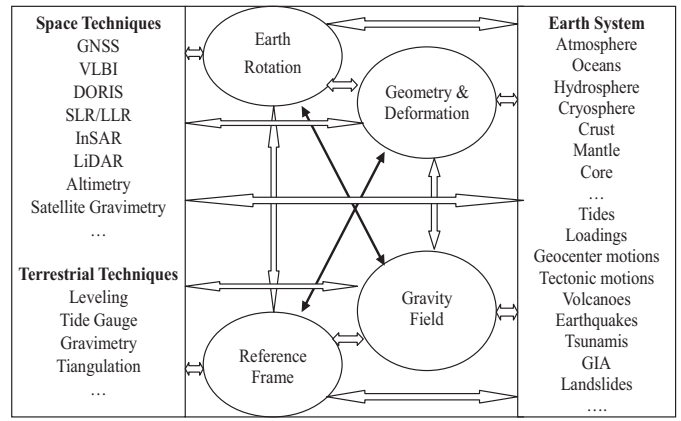 Space Techniques
GNSS
VLBI
DORIS
SLR/LLR
InSAR
LiDAR
Altimetry
Satellite Gravimetry
…
Terrestrial Techniques
Leveling
Tide Gauge
Gravimetry
Tiangulation
…
Earth
Rotation
Geometry &
Deformation
Gravity
Field
Reference
Frame
Earth System
Atmosphere
Oceans
Hydrosphere
Cryosphere
Crust
Mantle
Core
…
Tides
Loadings
Geocenter motions
Tectonic motions
Volcanoes
Earthquakes
Tsunamis
GIA
Landslides
….